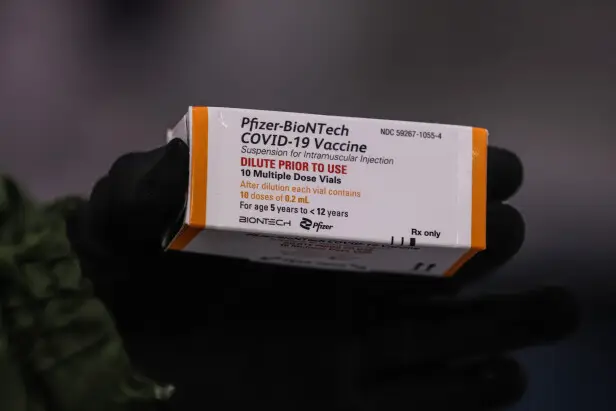 Pfizer-BioNTech NDC 59267-1055-4
COVID-19 Vaccine
Suspension for Intramuscular Injection
DILUTE PRIOR TO USE
10 Multiple Dose Vials
After dilution each vial contains
10 doses of 0.2 mL
For age 5 years to < 12 years
BIONTECH Pfizer Rx only